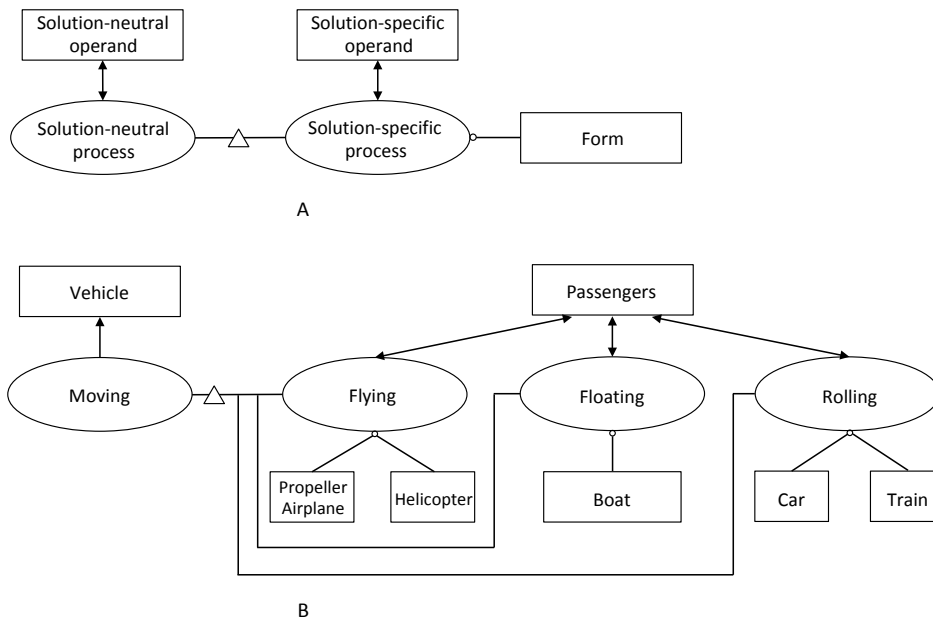 Solution-neutral
operand
Solution-specific
operand
Solution-neutral
process
Solution-specific
process
Form
A
Vehicle
Passengers
Moving
Flying
Floating
Rolling
Propeller
Airplane
Helicopter
Boat
Car
Train
B